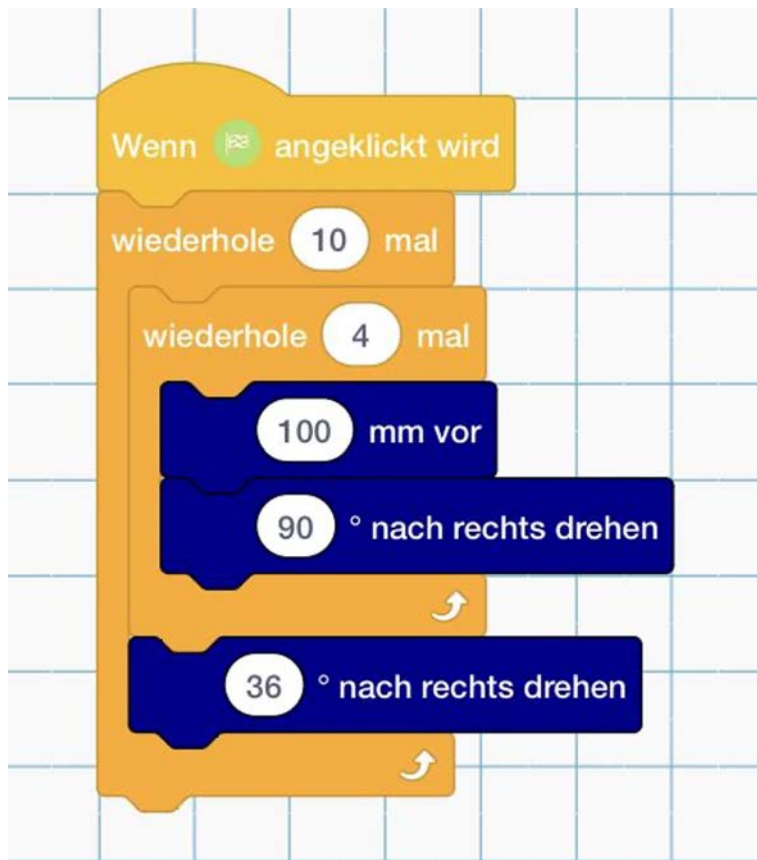 Wenn angeklickt wird
wiederhole 10 mal
wiederhole 4 mal
100 mm vor
90 ° nach rechts drehen
36 ° nach rechts drehen